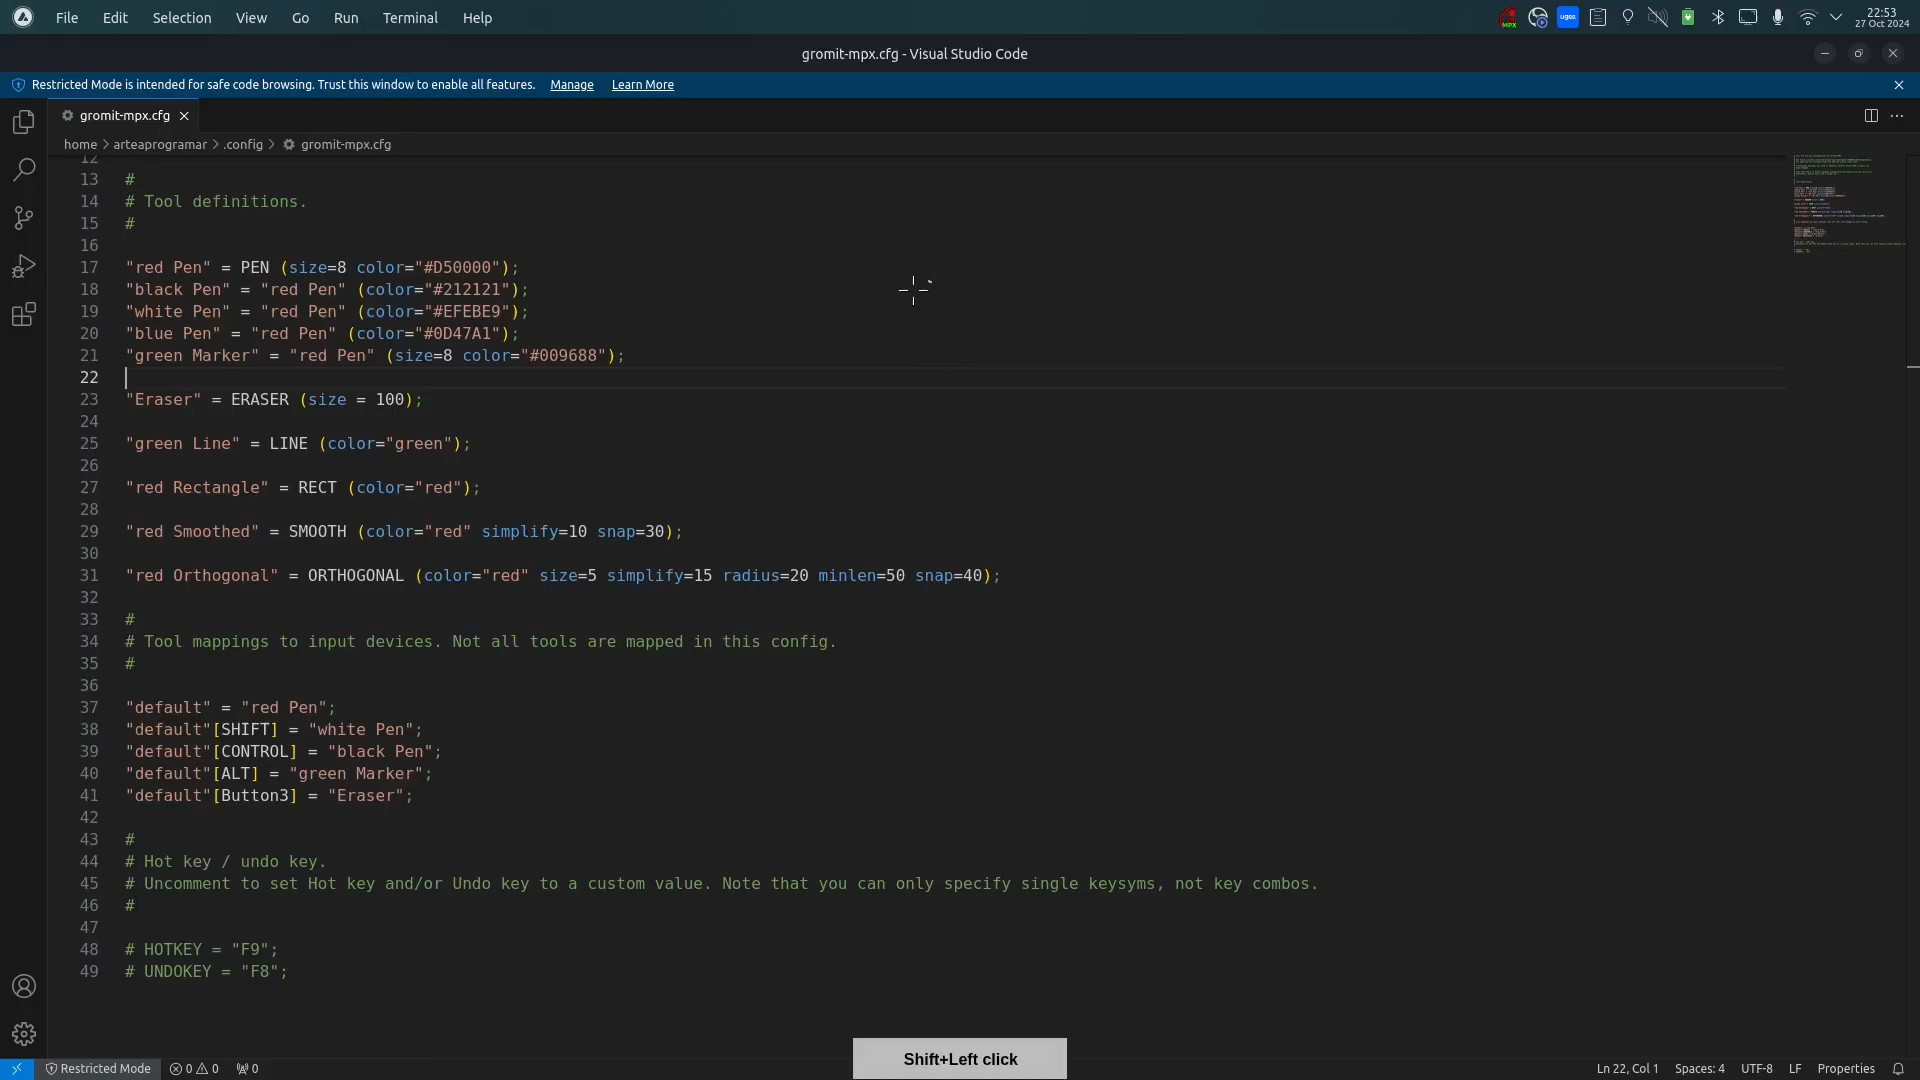 File Edit Selection View Go Run Terminal Help
MPX
ugee
22:53
27 Oct 2024
gromit-mpx.cfg - Visual Studio Code
Restricted Mode is intended for safe code browsing. Trust this window to enable all features. Manage Learn More
gromit-mpx.cfg
home > arteaprogramar > .config > gromit-mpx.cfg
12
13 #
14 # Tool definitions.
15 #
16
17 "red Pen" = PEN (size=8 color="#D50000");
18 "black Pen" = "red Pen" (color="#212121");
19 "white Pen" = "red Pen" (color="#EFEBE9");
20 "blue Pen" = "red Pen" (color="#0D47A1");
21 "green Marker" = "red Pen" (size=8 color="#009688");
22
23 "Eraser" = ERASER (size = 100);
24
25 "green Line" = LINE (color="green");
26
27 "red Rectangle" = RECT (color="red");
28
29 "red Smoothed" = SMOOTH (color="red" simplify=10 snap=30);
30
31 "red Orthogonal" = ORTHOGONAL (color="red" size=5 simplify=15 radius=20 minlen=50 snap=40);
32
33 #
34 # Tool mappings to input devices. Not all tools are mapped in this config.
35 #
36
37 "default" = "red Pen";
38 "default"[SHIFT] = "white Pen";
39 "default"[CONTROL] = "black Pen";
40 "default"[ALT] = "green Marker";
41 "default"[Button3] = "Eraser";
42
43 #
44 # Hot key / undo key.
45 # Uncomment to set Hot key and/or Undo key to a custom value. Note that you can only specify single keysyms, not key combos.
46 #
47
48 # HOTKEY = "F9";
49 # UNDOKEY = "F8";
Shift+Left click
Restricted Mode 0 0 0 Ln 22, Col 1 Spaces: 4 UTF-8 LF Properties